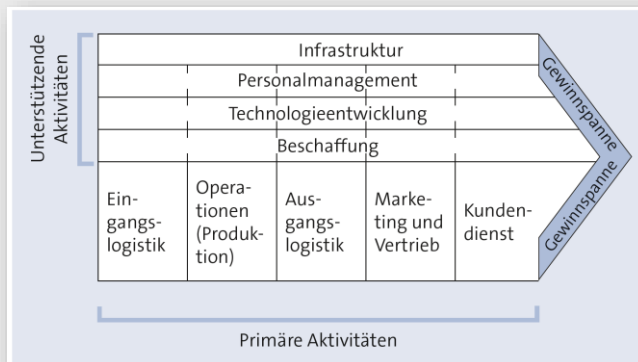 Unterstützende
Aktivitäten
Infrastruktur
Personalmanagement
Technologieentwicklung
Beschaffung
Gewinnspanne
Gewinnspanne
Ein-
gangs-
logistik
Opera-
tionen
(Produk-
tion)
Aus-
gangs-
logistik
Marke-
ting und
Vertrieb
Kunden-
dienst
Primäre Aktivitäten